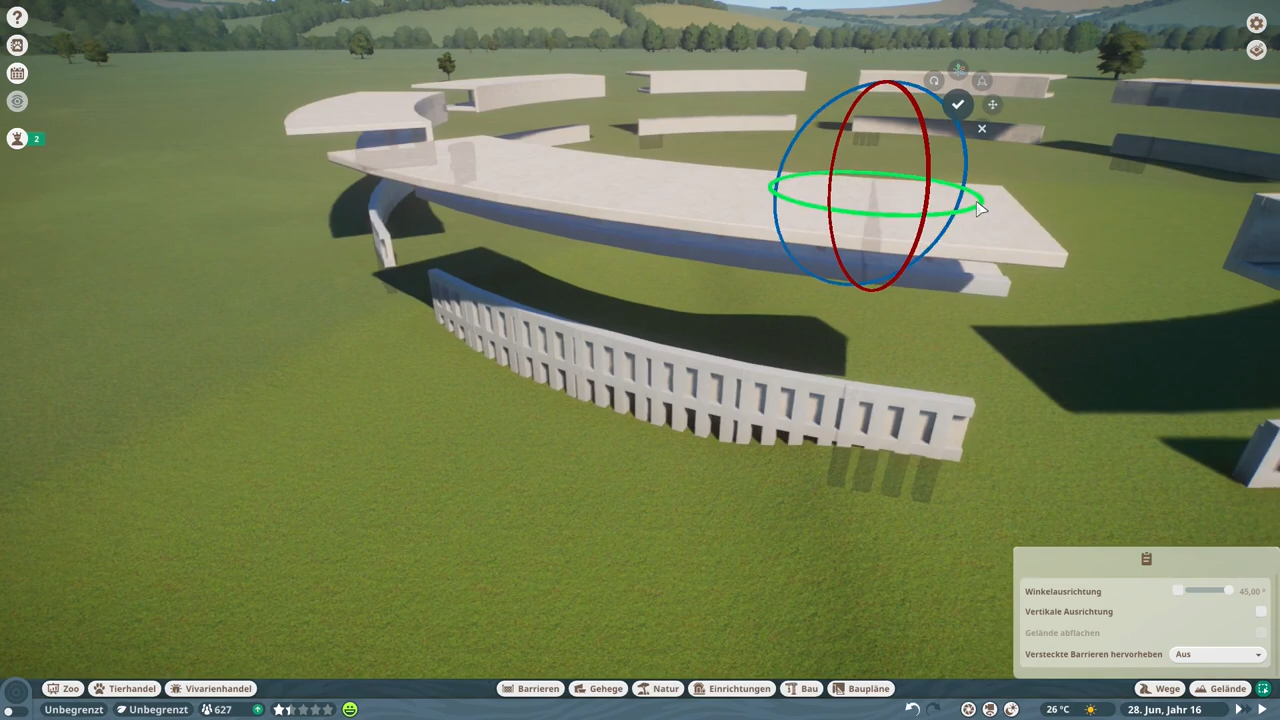 ?
2
Winkelausrichtung 45,00 °
Vertikale Ausrichtung
Gelände abflachen
Versteckte Barrieren hervorheben Aus
Zoo Tierhandel Vivarienhandel Barrieren Gehege Natur Einrichtungen Bau Baupläne Wege Gelände
Unbegrenzt Unbegrenzt 627 26 °C 28. Jun, Jahr 16